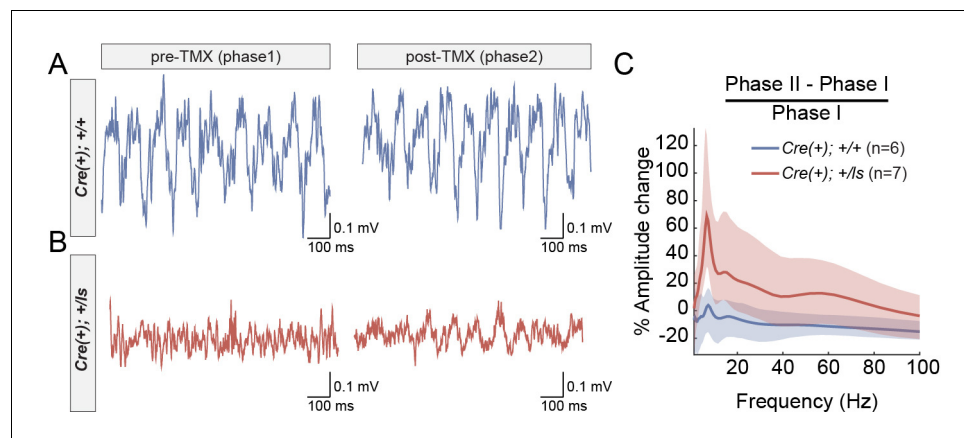 A
pre-TMX (phase1)
post-TMX (phase2)
Cre(+); +/+
0.1 mV
100 ms
0.1 mV
100 ms
B
Cre(+); +/ls
0.1 mV
100 ms
0.1 mV
100 ms
C
Phase II - Phase I
Phase I
Cre(+); +/+ (n=6)
Cre(+); +/ls (n=7)
% Amplitude change
120
100
80
60
40
20
0
-20
20
40
60
80
100
Frequency (Hz)